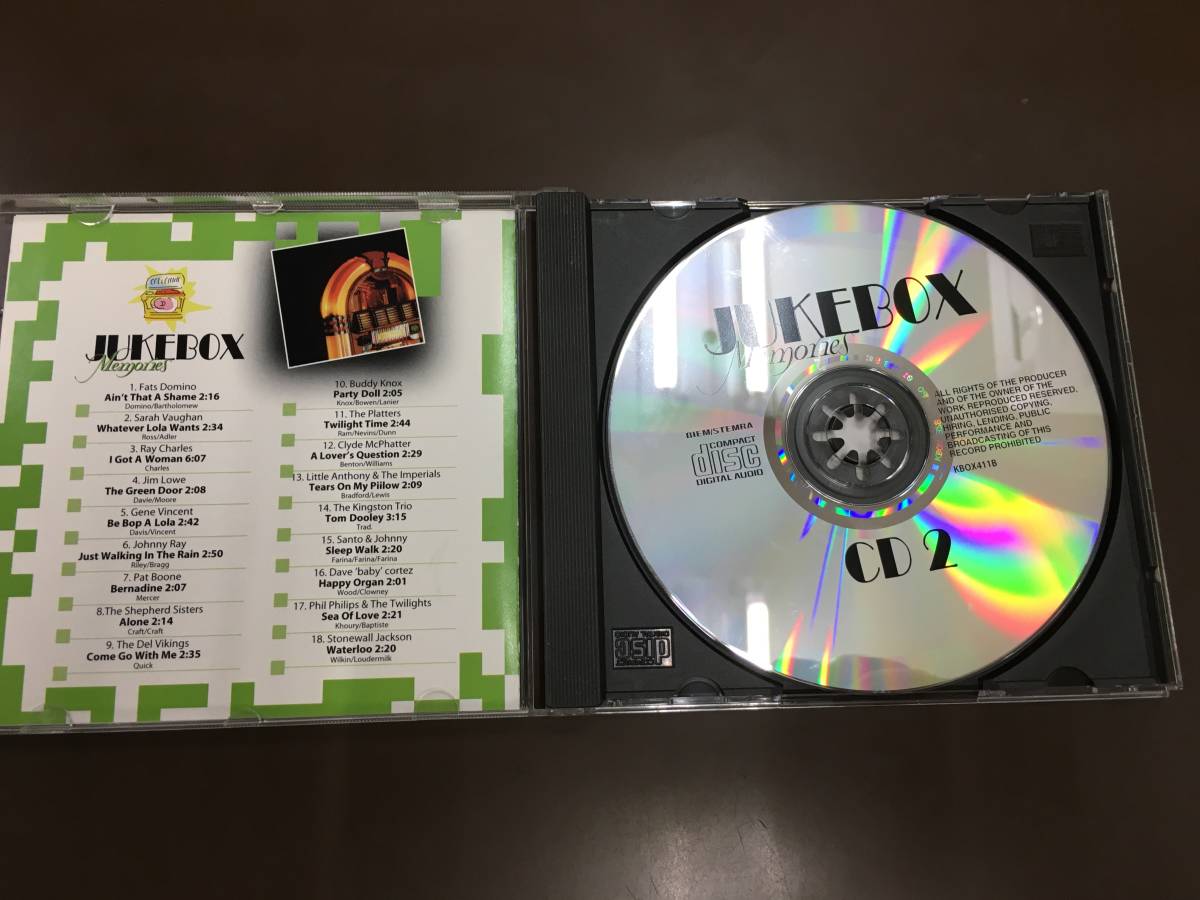 JUKEBOX
Memories
1. Fats Domino
Ain't That A Shame 2:16
Domino/Bartholomew
2. Sarah Vaughan
Whatever Lola Wants 2:34
Ross/Adler
3. Ray Charles
I Got A Woman 6:07
Charles
4. Jim Lowe
The Green Door 2:08
Davie/Moore
5. Gene Vincent
Be Bop A Lola 2:42
Davis/Vincent
6. Johnny Ray
Just Walking In The Rain 2:50
Riley/Bragg
7. Pat Boone
Bernadine 2:07
Mercer
8.The Shepherd Sisters
Alone 2:14
Craft/Craft
9. The Del Vikings
Come Go With Me 2:35
Quick
10. Buddy Knox
Party Doll 2:05
Knox/Bowen/Lanier
11. The Platters
Twilight Time 2:44
Ram/Nevins/Dunn
12. Clyde McPhatter
A Lover's Question 2:29
Benton/Williams
13. Little Anthony & The Imperials
Tears On My Piilow 2:09
Bradford/Lewis
14. The Kingston Trio
Tom Dooley 3:15
Trad.
15. Santo & Johnny
Sleep Walk 2:20
Farina/Farina/Farina
16. Dave 'baby' cortez
Happy Organ 2:01
Wood/Clowney
17. Phil Philips & The Twilights
Sea Of Love 2:21
Khoury/Baptiste
18. Stonewall Jackson
Waterloo 2:20
Wilkin/Loudermilk
JUKEBOX
Memories
BIEM/STEMRA
COMPACT
disc
DIGITAL AUDIO
ALL RIGHTS OF THE PRODUCER
AND OF THE OWNER OF THE
WORK REPRODUCED RESERVED.
UNAUTHORISED COPYING,
HIRING, LENDING, PUBLIC
PERFORMANCE AND
BROADCASTING OF THIS
RECORD PROHIBITED
KBOX411B
CD 2
disc